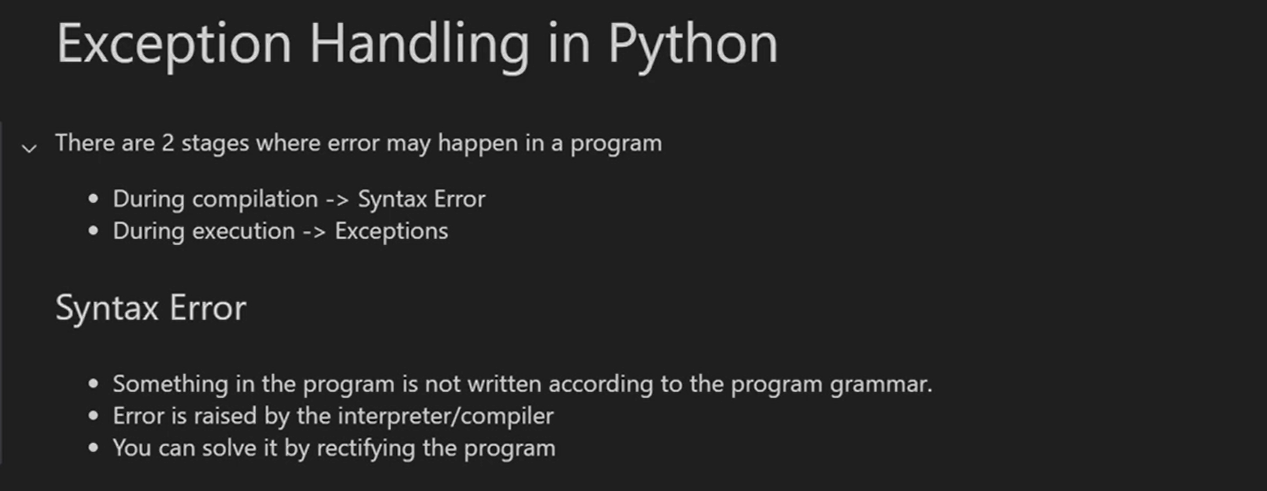 Exception Handling in Python
There are 2 stages where error may happen in a program
• During compilation -> Syntax Error
• During execution -> Exceptions
Syntax Error
• Something in the program is not written according to the program grammar.
• Error is raised by the interpreter/compiler
• You can solve it by rectifying the program